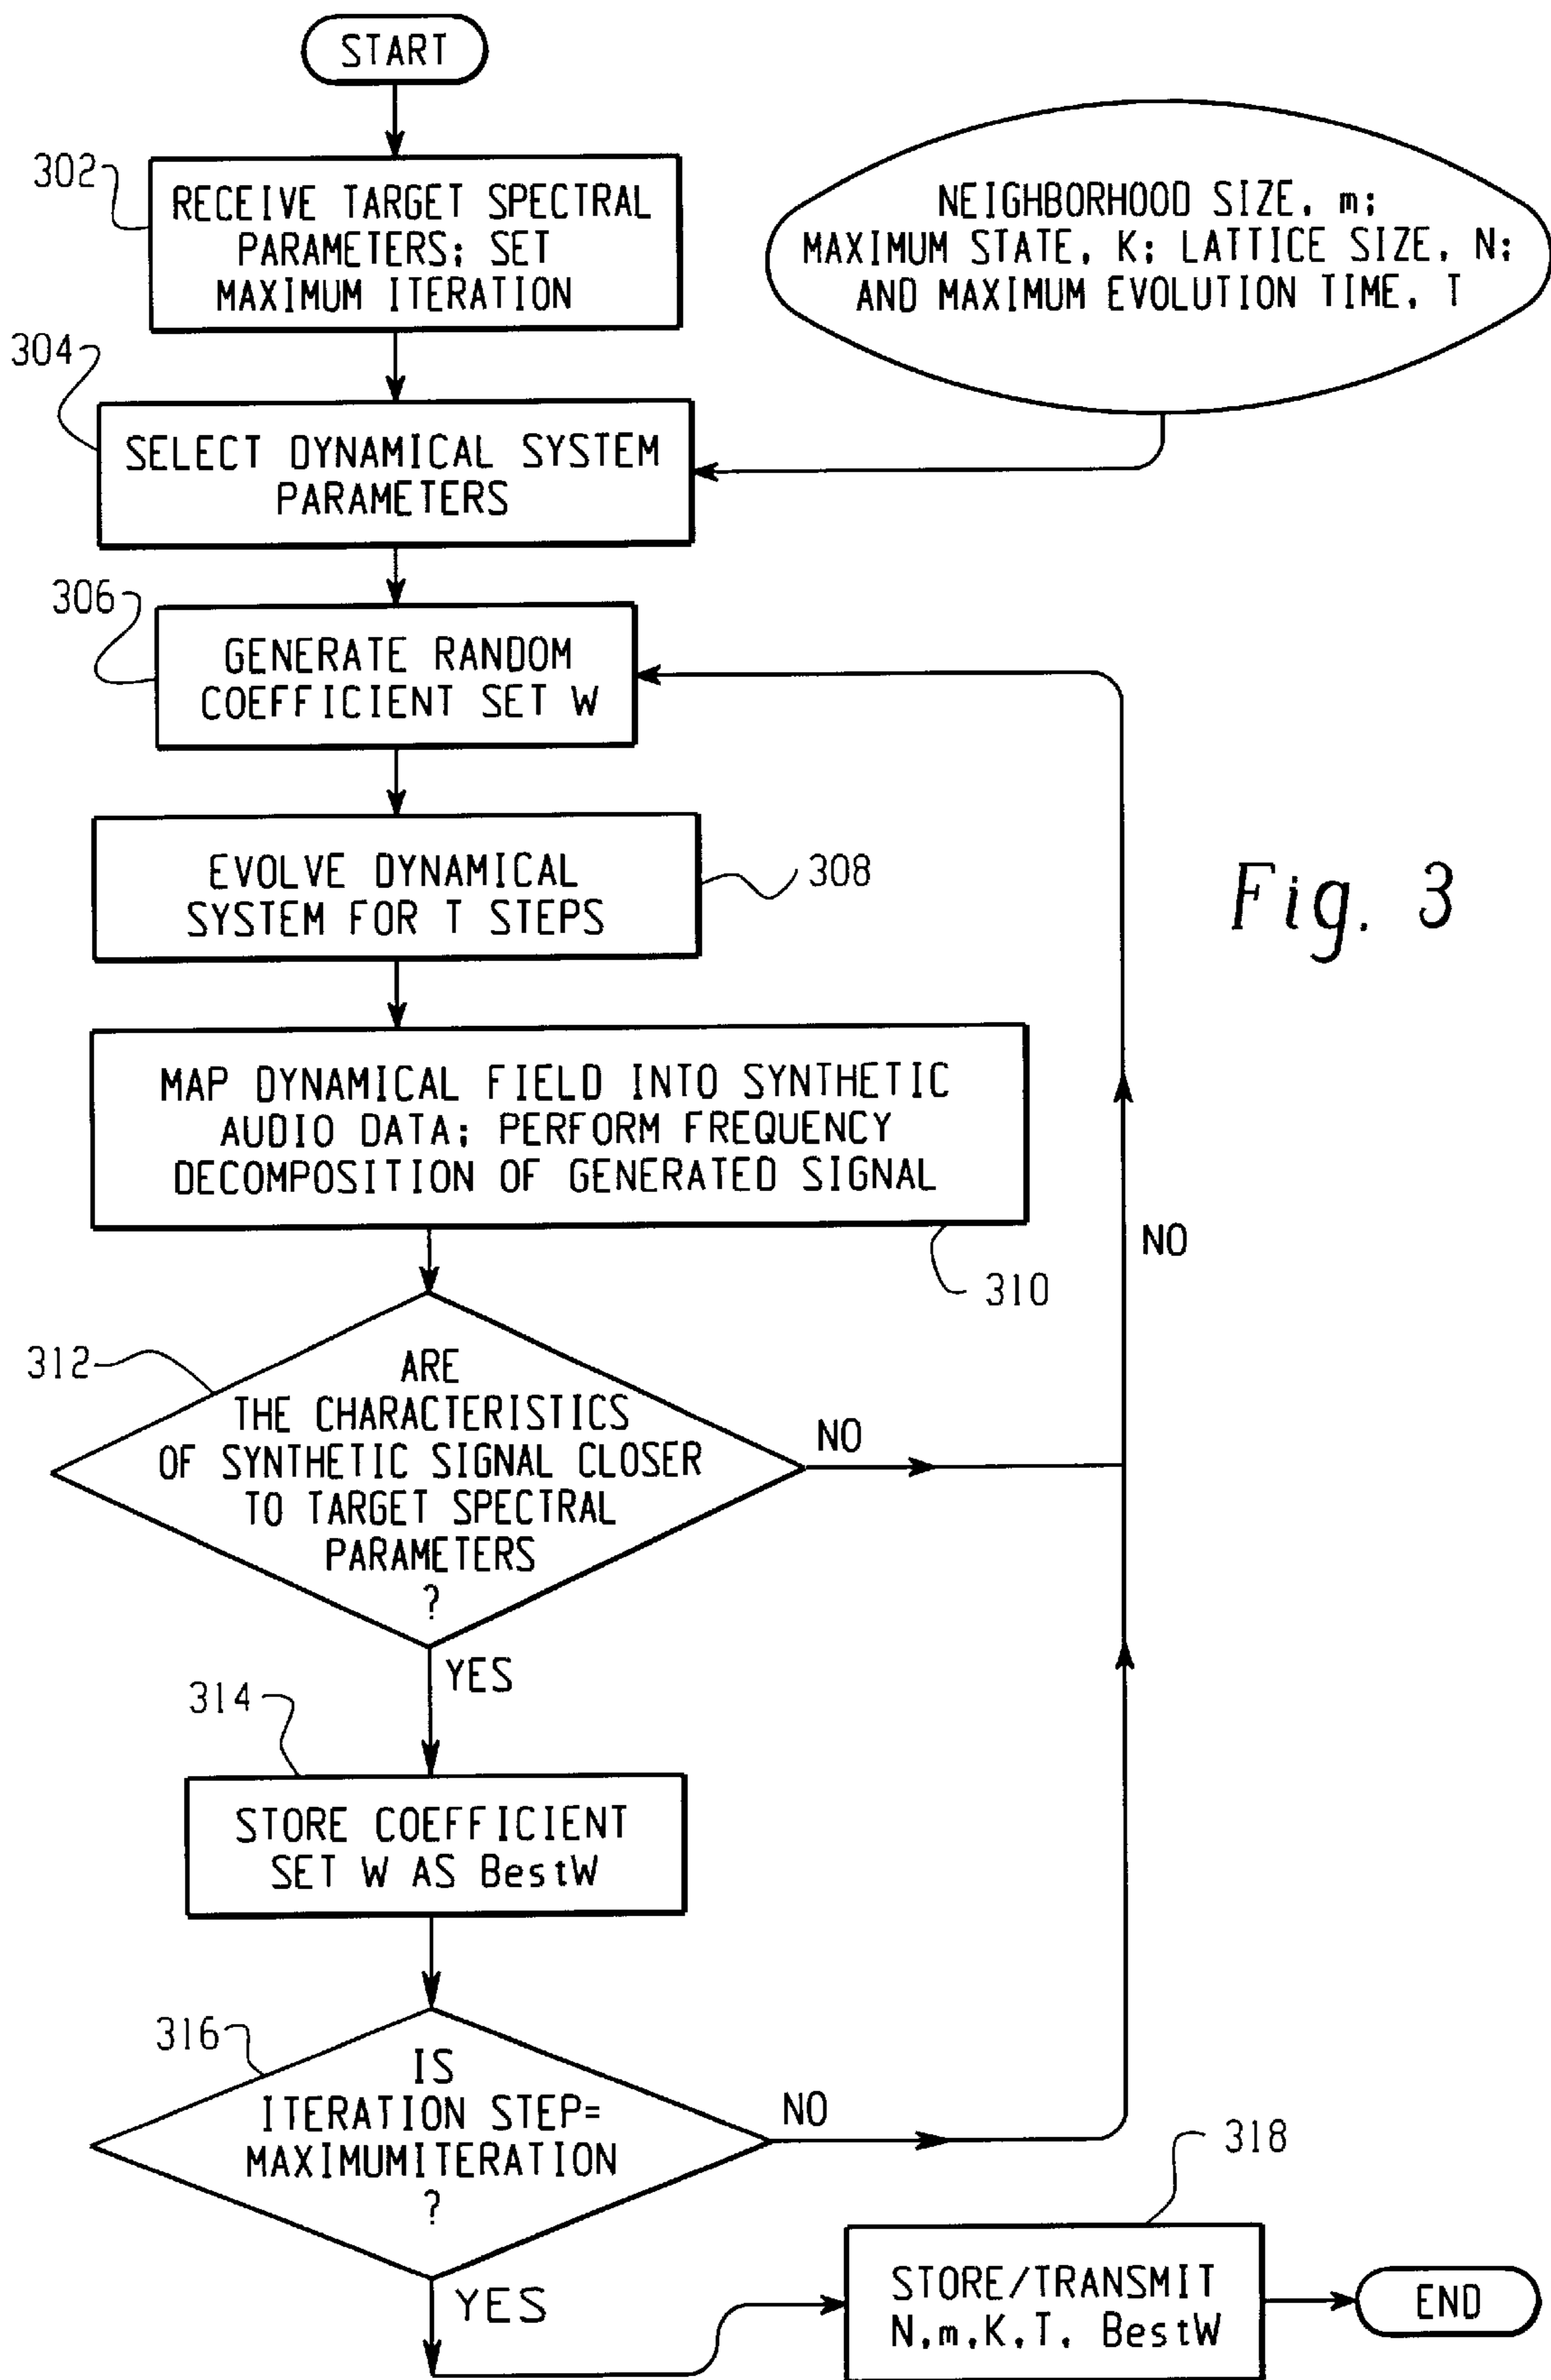 START
302
RECEIVE TARGET SPECTRAL
PARAMETERS; SET
MAXIMUM ITERATION
NEIGHBORHOOD SIZE, m;
MAXIMUM STATE, K; LATTICE SIZE, N;
AND MAXIMUM EVOLUTION TIME, T
304
SELECT DYNAMICAL SYSTEM
PARAMETERS
306
GENERATE RANDOM
COEFFICIENT SET W
EVOLVE DYNAMICAL
SYSTEM FOR T STEPS
308
Fig. 3
MAP DYNAMICAL FIELD INTO SYNTHETIC
AUDIO DATA; PERFORM FREQUENCY
DECOMPOSITION OF GENERATED SIGNAL
310
NO
312
ARE
THE CHARACTERISTICS
OF SYNTHETIC SIGNAL CLOSER
TO TARGET SPECTRAL
PARAMETERS
?
NO
YES
314
STORE COEFFICIENT
SET W AS BestW
316
IS
ITERATION STEP=
MAXIMUMITERATION
?
NO
YES
318
STORE/TRANSMIT
N,m,K,T, BestW
END